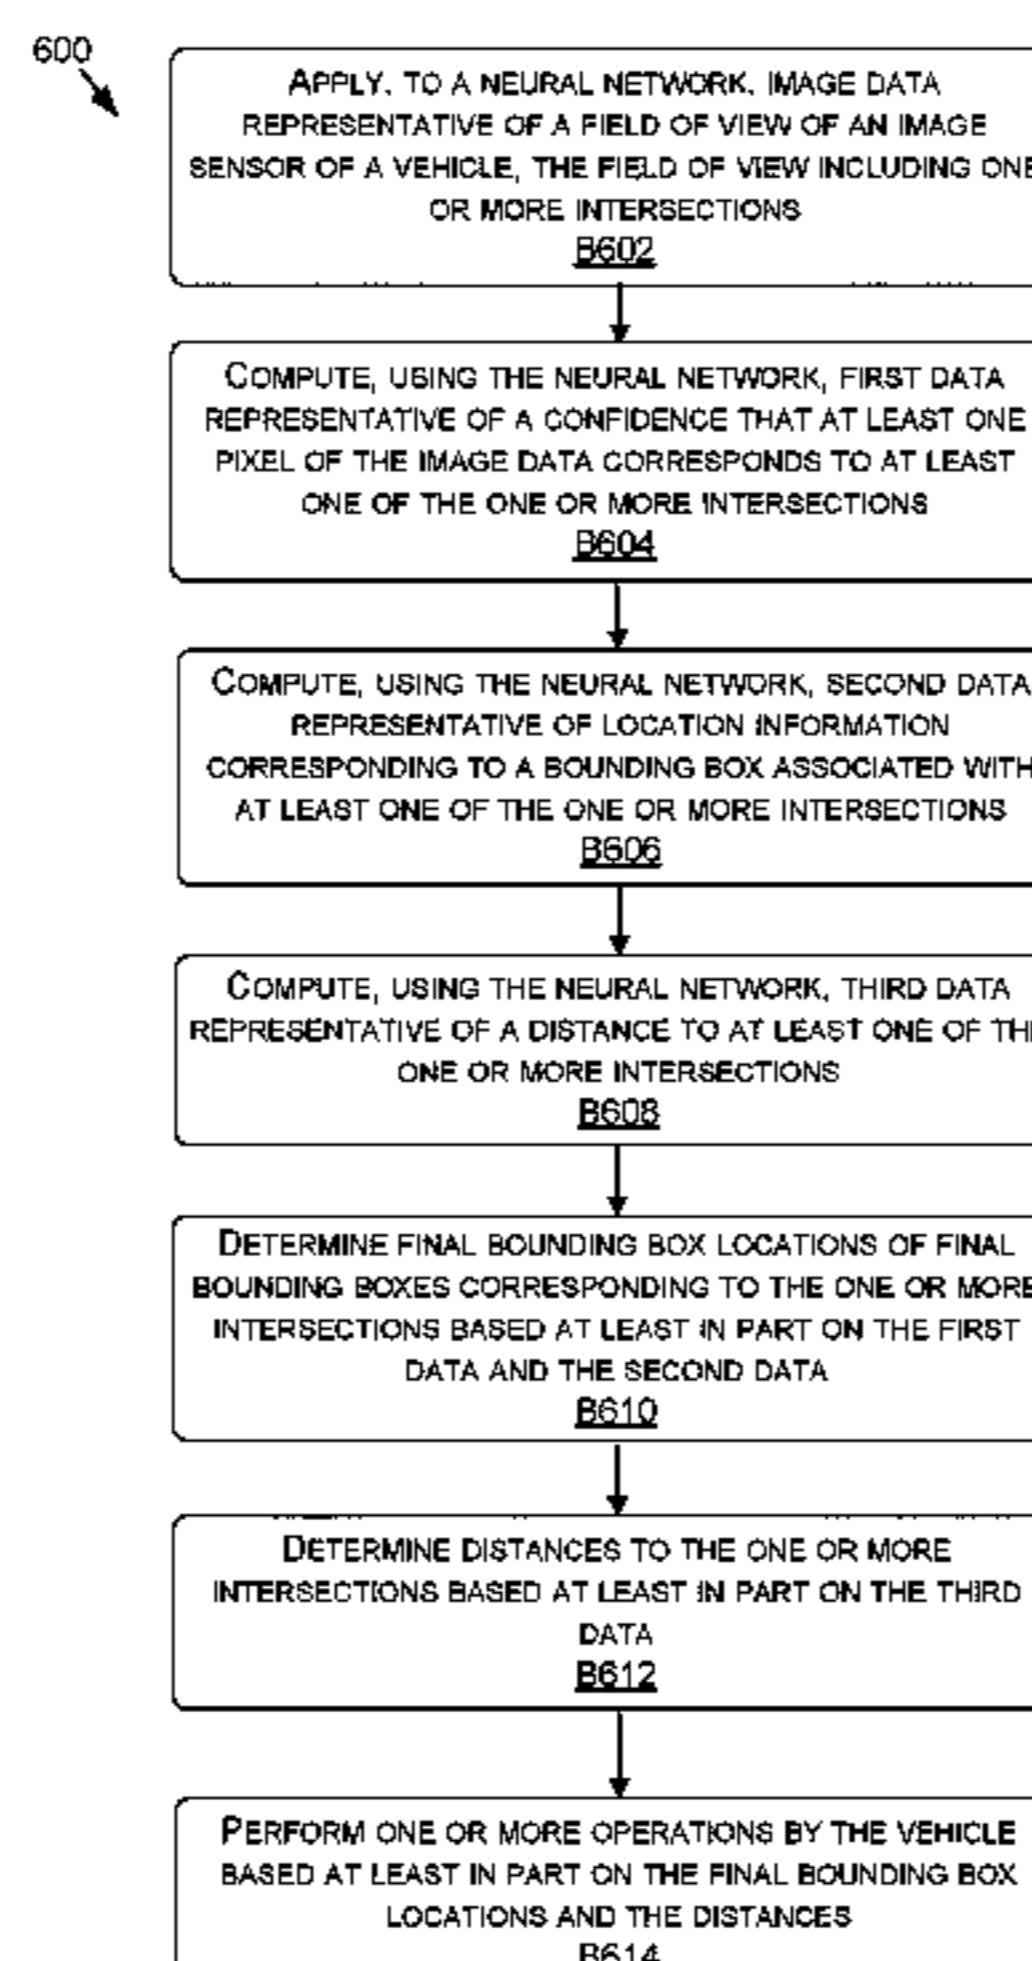 600
APPLY, TO A NEURAL NETWORK, IMAGE DATA
REPRESENTATIVE OF A FIELD OF VIEW OF AN IMAGE
SENSOR OF A VEHICLE, THE FIELD OF VIEW INCLUDING ONE
OR MORE INTERSECTIONS
B602
COMPUTE, USING THE NEURAL NETWORK, FIRST DATA
REPRESENTATIVE OF A CONFIDENCE THAT AT LEAST ONE
PIXEL OF THE IMAGE DATA CORRESPONDS TO AT LEAST
ONE OF THE ONE OR MORE INTERSECTIONS
B604
COMPUTE, USING THE NEURAL NETWORK, SECOND DATA
REPRESENTATIVE OF LOCATION INFORMATION
CORRESPONDING TO A BOUNDING BOX ASSOCIATED WITH
AT LEAST ONE OF THE ONE OR MORE INTERSECTIONS
B606
COMPUTE, USING THE NEURAL NETWORK, THIRD DATA
REPRESENTATIVE OF A DISTANCE TO AT LEAST ONE OF THE
ONE OR MORE INTERSECTIONS
B608
DETERMINE FINAL BOUNDING BOX LOCATIONS OF FINAL
BOUNDING BOXES CORRESPONDING TO THE ONE OR MORE
INTERSECTIONS BASED AT LEAST IN PART ON THE FIRST
DATA AND THE SECOND DATA
B610
DETERMINE DISTANCES TO THE ONE OR MORE
INTERSECTIONS BASED AT LEAST IN PART ON THE THIRD
DATA
B612
PERFORM ONE OR MORE OPERATIONS BY THE VEHICLE
BASED AT LEAST IN PART ON THE FINAL BOUNDING BOX
LOCATIONS AND THE DISTANCES
B614